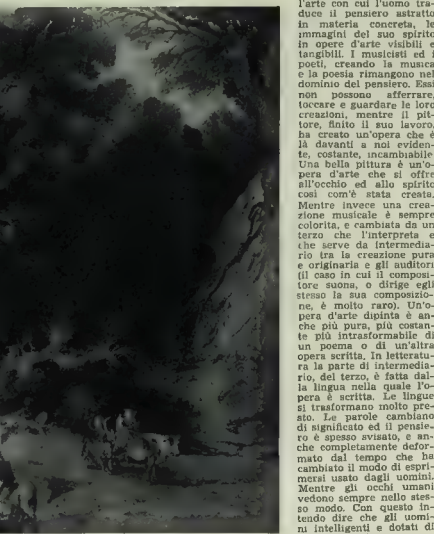 l'arte con cui l'uomo tra-
duce il pensiero astratto
in materia concreta, le
immagini del suo spirito
in opere d'arte visibili e
tangibili. I musicisti ed i
poeti, creando la musica
e la poesia rimangono nel
dominio del pensiero. Essi
non possono afferrare,
toccare e guardare le loro
creazioni, mentre il pit-
tore, finito il suo lavoro,
ha creato un'opera che è
là davanti a noi eviden-
te, costante, incambiabile
Una bella pittura è un'o-
pera d'arte che si offre
all'occhio ed allo spirito
così com'è stata creata.
Mentre invece una crea-
zione musicale è sempre
colorita, e cambiata da un
terzo che l'interpreta e
che serve da intermedia-
rio tra la creazione pura
e originaria e gli auditori
(il caso in cui il composi-
tore suona, o dirige egli
stesso la sua composizio-
ne, è molto raro). Un'o-
pera d'arte dipinta è an-
che più pura, più costan-
te più intrasformabile di
un poema o di un'altra
opera scritta. In letteratu-
ra la parte di intermedia-
rio, del terzo, è fatta dal-
la lingua nella quale l'o-
pera è scritta. Le lingue
si trasformano molto pre-
sto. Le parole cambiano
di significato ed il pensie-
ro è spesso svisato, e an-
che completamente defor-
mato dal tempo che ha
cambiato il modo di espri-
mersi usato dagli uomini.
Mentre gli occhi umani
vedono sempre nello stes-
so modo. Con questo in-
tendo dire che gli uomi-
ni intelligenti e dotati di